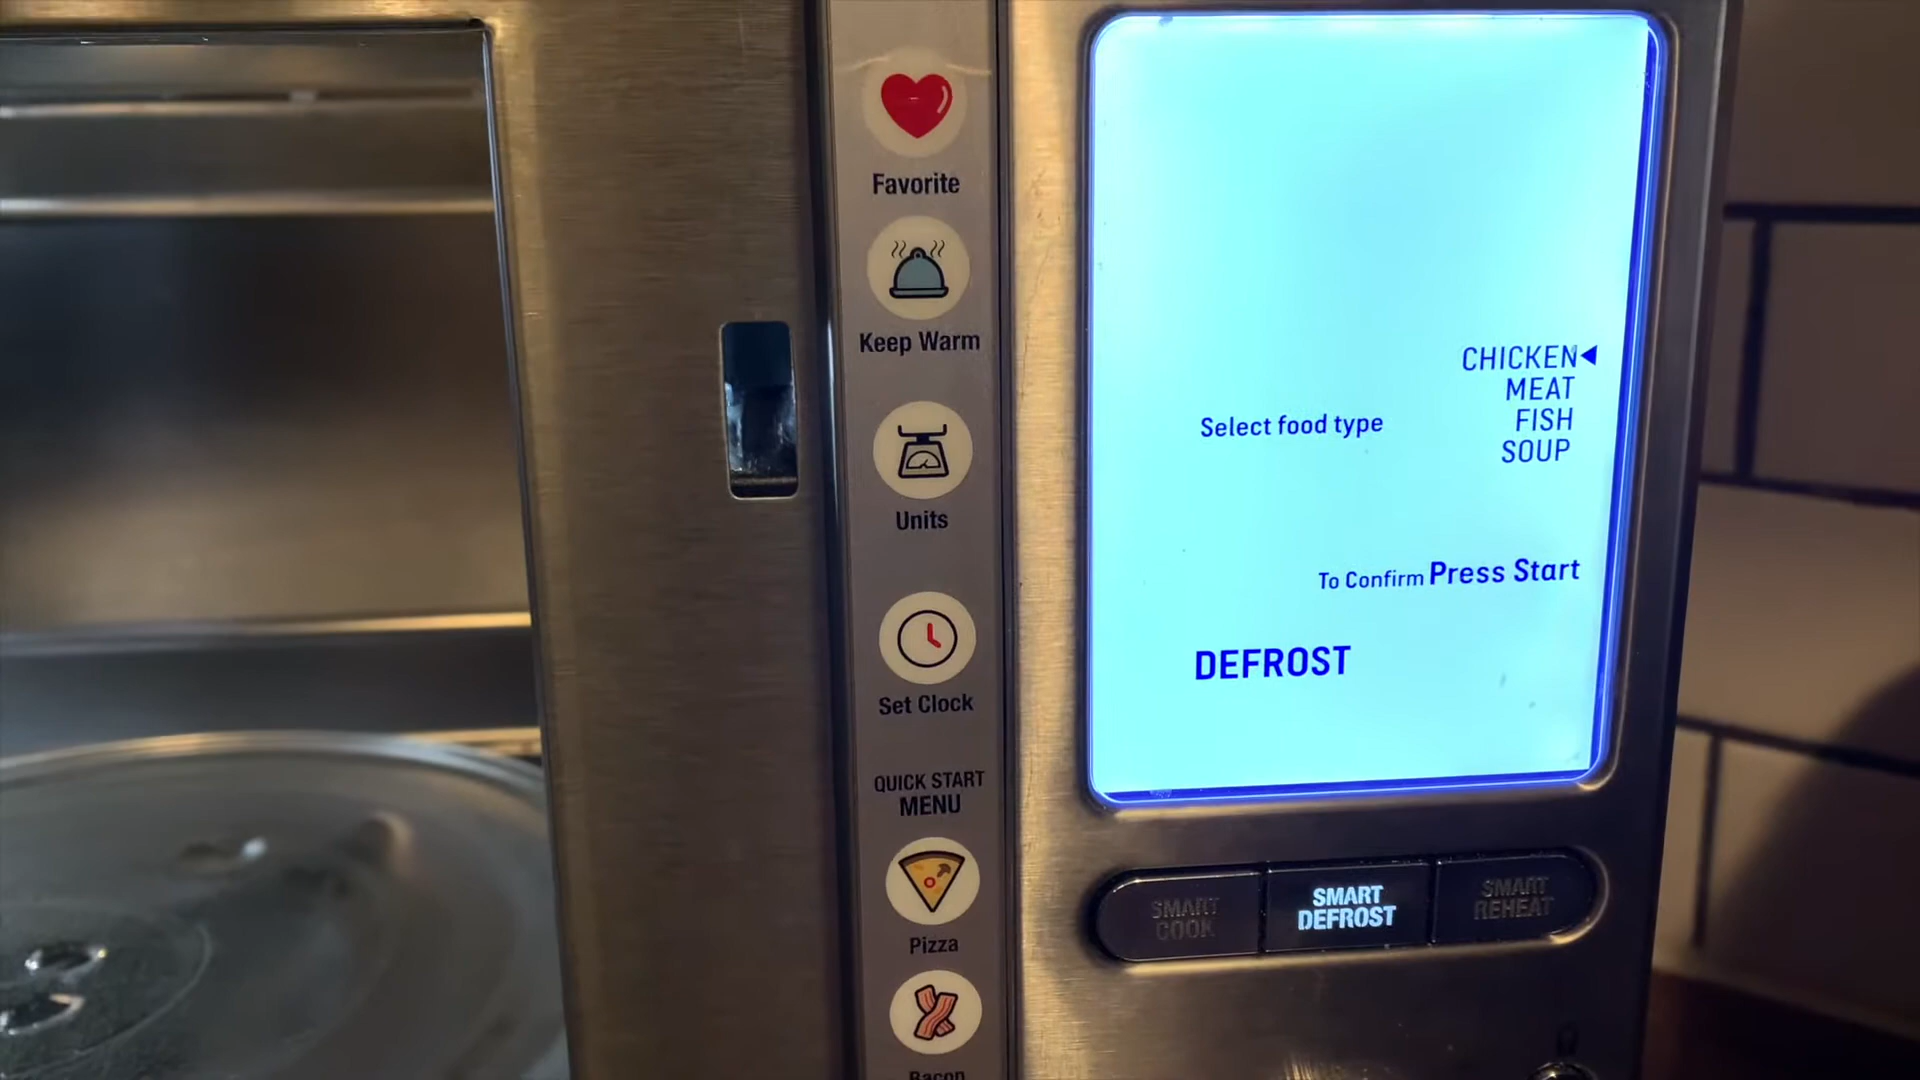 Favorite
Keep Warm
Units
Set Clock
QUICK START
MENU
Pizza
Bacon
CHICKEN
MEAT
FISH
SOUP
Select food type
To Confirm Press Start
DEFROST
SMART
COOK
SMART
DEFROST
SMART
REHEAT